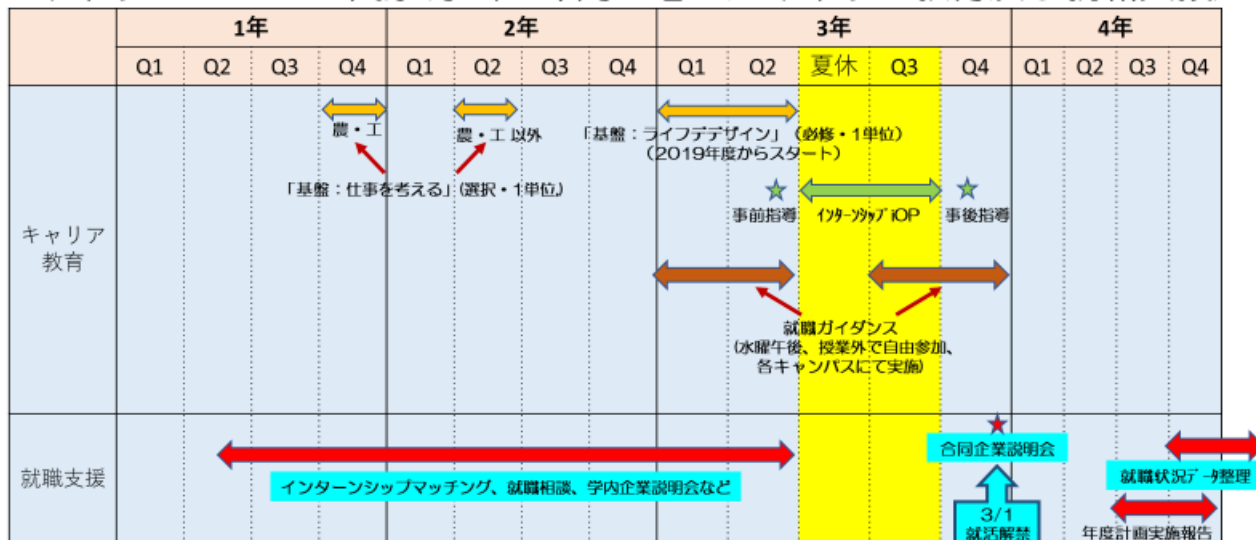 1年 2年 3年 4年
Q1 Q2 Q3 Q4 Q1 Q2 Q3 Q4 Q1 Q2 夏休 Q3 Q4 Q1 Q2 Q3 Q4
キャリア
教育
農・工
農・工 以外
「基盤：仕事を考える」(選択・1単位)
「基盤：ライフデデザイン」(必修・1単位)
(2019年度からスタート)
事前指導
インターンシップ iOP
事後指導
就職ガイダンス
(水曜午後、授業外で自由参加、
各キャンパスにて実施)
就職支援
インターンシップマッチング、就職相談、学内企業説明会など
合同企業説明会
3/1
就活解禁
就職状況データ整理
年度計画実施報告